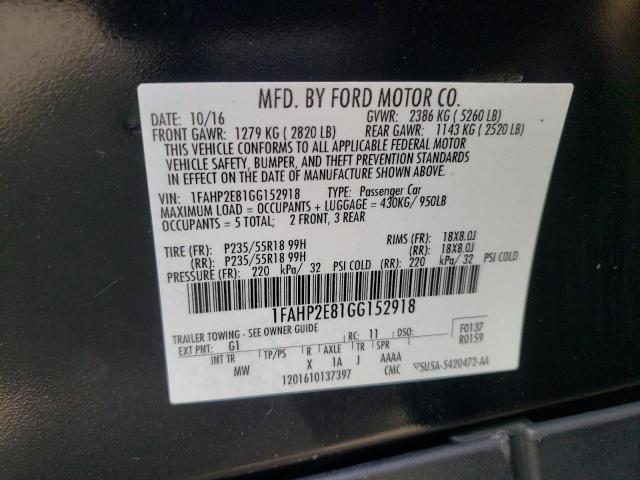 MFD. BY FORD MOTOR CO.
DATE: 10/16 GVWR: 2386 KG ( 5260 LB)
FRONT GAWR: 1279 KG ( 2820 LB) REAR GAWR: 1143 KG ( 2520 LB)
THIS VEHICLE CONFORMS TO ALL APPLICABLE FEDERAL MOTOR
VEHICLE SAFETY, BUMPER, AND THEFT PREVENTION STANDARDS
IN EFFECT ON THE DATE OF MANUFACTURE SHOWN ABOVE.
VIN: 1FAHP2E81GG152918 TYPE: Passenger Car
MAXIMUM LOAD = OCCUPANTS + LUGGAGE = 430KG/ 950LB
OCCUPANTS = 5 TOTAL; 2 FRONT, 3 REAR
TIRE (FR): P235/55R18 99H RIMS (FR): 18X8.0J
(RR): P235/55R18 99H (RR): 18X8.0J
PRESSURE (FR): 220 kPa/ 32 PSI COLD (RR): 220 kPa/ 32 PSI COLD
1FAHP2E81GG152918
TRAILER TOWING - SEE OWNER GUIDE
EXT PNT: G1 RC: 11 DSO: F0137
INT TR TP/PS R AXLE TR SPR R0159
MW X 1A J AAAA
1201610137397 CMC 5U5A-5420472-AA